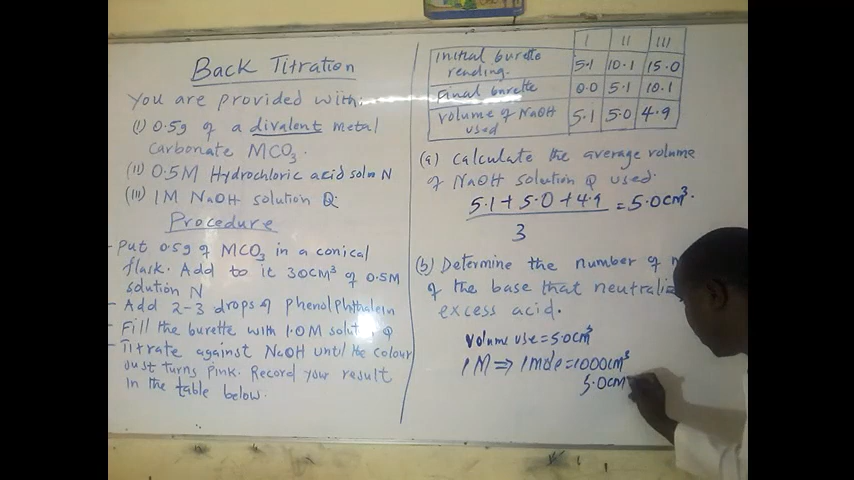 Back Titration
You are provided with:
(i) 0.5g of a divalent metal
carbonate MCO3.
(ii) 0.5M Hydrochloric acid soln N
(iii) 1M NaOH solution Q.
Procedure
- Put 0.5g of MCO3 in a conical
flask. Add to it 30cm³ of 0.5M
solution N
- Add 2-3 drops of phenolphthalein
- Fill the burette with 1.0M solution Q
- Titrate against NaOH until the colour
Just turns pink. Record your result
in the table below.
I II III
Initial burette reading. 5.1 10.1 15.0
Final burette 0.0 5.1 10.1
volume of NaOH used 5.1 5.0 4.9
(a) Calculate the average volume
of NaOH solution Q used.
5.1 + 5.0 + 4.9 = 5.0cm³.
3
(b) Determine the number of
of the base that
excess acid.
volume use = 5.0cm³
1M ⇒ 1mole = 1000cm³
5.0cm